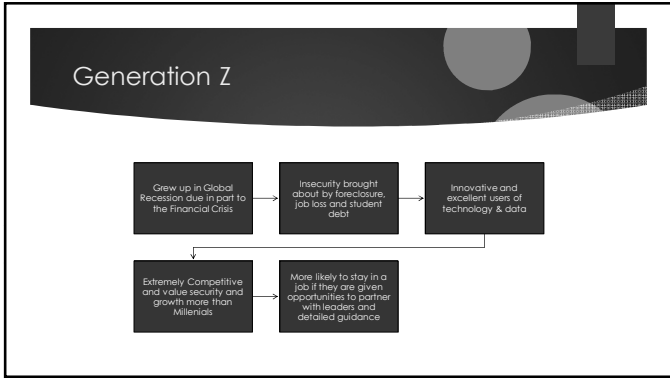 Generation Z
Grew up in Global
Recession due in part to
the Financial Crisis
Insecurity brought
about by foreclosure,
job loss and student
debt
Innovative and
excellent users of
technology & data
Extremely Competitive
and value security and
growth more than
Millenials
More likely to stay in a
job if they are given
opportunities to partner
with leaders and
detailed guidance